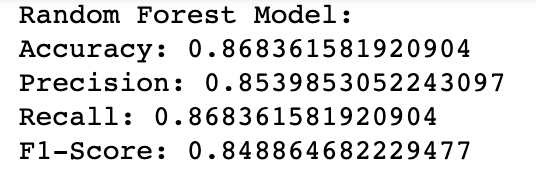 Random Forest Model:
Accuracy: 0.868361581920904
Precision: 0.8539853052243097
Recall: 0.868361581920904
F1-Score: 0.848864682229477